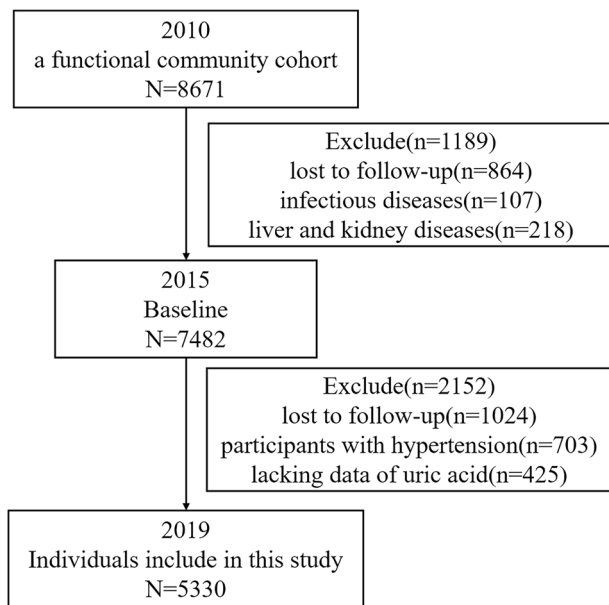 2010
a functional community cohort
N=8671
Exclude(n=1189)
lost to follow-up(n=864)
infectious diseases(n=107)
liver and kidney diseases(n=218)
2015
Baseline
N=7482
Exclude(n=2152)
lost to follow-up(n=1024)
participants with hypertension(n=703)
lacking data of uric acid(n=425)
2019
Individuals include in this study
N=5330